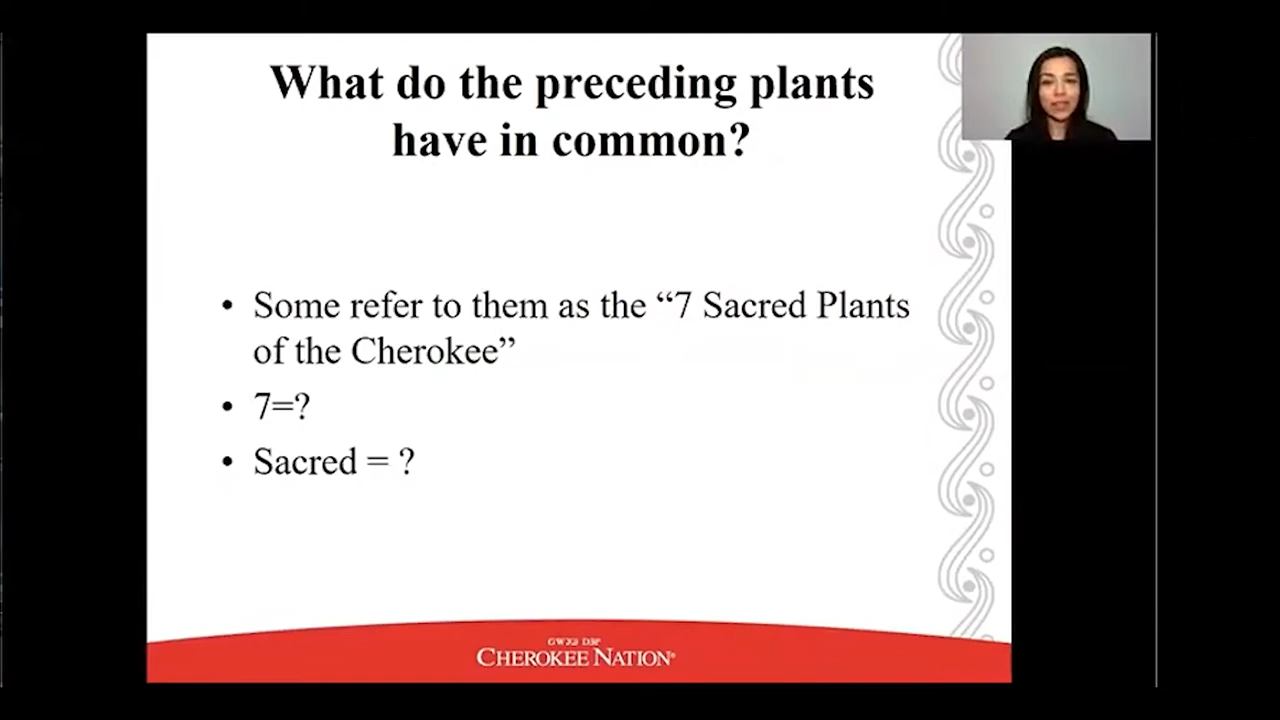 What do the preceding plants
have in common?
• Some refer to them as the “7 Sacred Plants
of the Cherokee”
• 7=?
• Sacred = ?
CHEROKEE NATION®